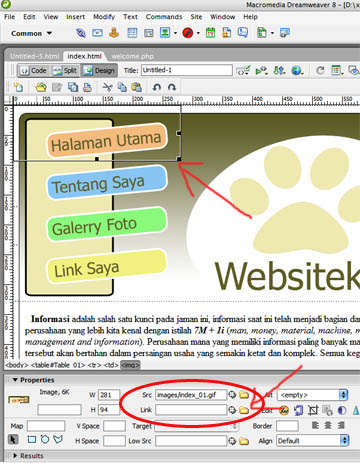 Macromedia Dreamweaver 8 - [D:\x
File Edit View Insert Modify Text Commands Site Window Help
Common
Untitled-5.html index.html welcome.php
Code Split Design Title: Untitled-1
Halaman Utama
Tentang Saya
Galerry Foto
Link Saya
Websitek
Informasi adalah salah satu kunci pada jaman ini, informasi saat ini telah menjadi bagian dar
perusahaan yang lebih kita kenal dengan istilah 7M + 1i (man, money, material, machine, m
management and information). Perusahaan mana yang memiliki informasi paling banyak ma
tersebut akan bertahan dalam persaingan usaha yang semakin ketat dan komplek. Semua keg
<body> <table#Table_01> <tr> <td> <img>
Properties
Image, 6K W 281 Src images/index_01.gif Alt <empty>
H 94 Link Edit
Map V Space Target Border
H Space Low Src Align Default
Results